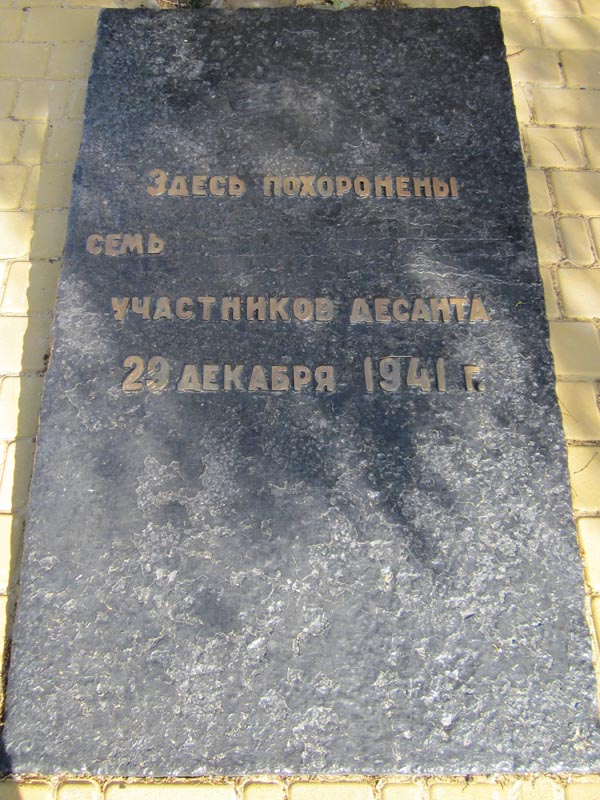 Здесь похоронены
семь
участников десанта
29 декабря 1941 г.